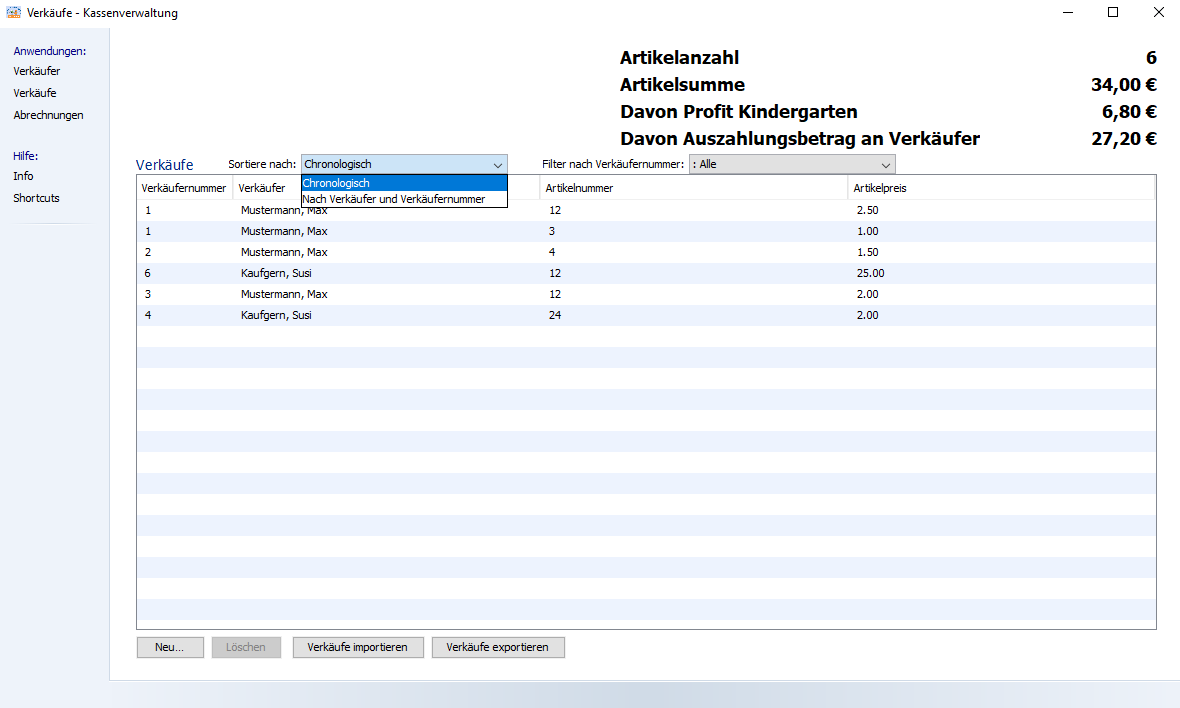 Verkäufe - Kassenverwaltung
Anwendungen:
Verkäufer
Verkäufe
Abrechnungen
Hilfe:
Info
Shortcuts
Artikelanzahl 6
Artikelsumme 34,00 €
Davon Profit Kindergarten 6,80 €
Davon Auszahlungsbetrag an Verkäufer 27,20 €
Verkäufe Sortiere nach: Chronologisch Filter nach Verkäufernummer: : Alle
Chronologisch
Nach Verkäufer und Verkäufernummer
Verkäufernummer Verkäufer Artikelnummer Artikelpreis
1 Mustermann, Max 12 2.50
1 Mustermann, Max 3 1.00
2 Mustermann, Max 4 1.50
6 Kaufgern, Susi 12 25.00
3 Mustermann, Max 12 2.00
4 Kaufgern, Susi 24 2.00
Neu... Löschen Verkäufe importieren Verkäufe exportieren